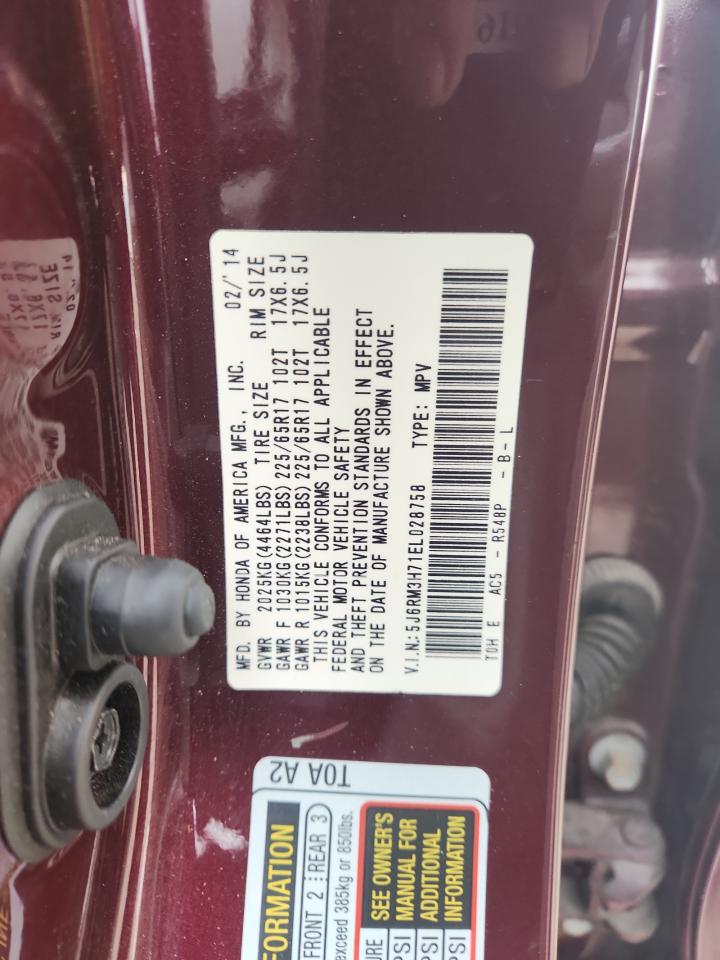 MFD. BY HONDA OF AMERICA MFG., INC. 02/'14
GVWR 2025KG(4464LBS) TIRE SIZE RIM SIZE
GAWR F 1030KG(2271LBS) 225/65R17 102T 17X6.5J
GAWR R 1015KG(2238LBS) 225/65R17 102T 17X6.5J
THIS VEHICLE CONFORMS TO ALL APPLICABLE
FEDERAL MOTOR VEHICLE SAFETY
AND THEFT PREVENTION STANDARDS IN EFFECT
ON THE DATE OF MANUFACTURE SHOWN ABOVE.
V.I.N.: 5J6RM3H71EL028758 TYPE: MPV
T0H E AC5 - R548P - B - L
T0A A2
FORMATION
FRONT 2 REAR 3
exceed 385kg or 850lbs.
SEE OWNER'S
MANUAL FOR
ADDITIONAL
INFORMATION
URE
PSI
PSI
PSI